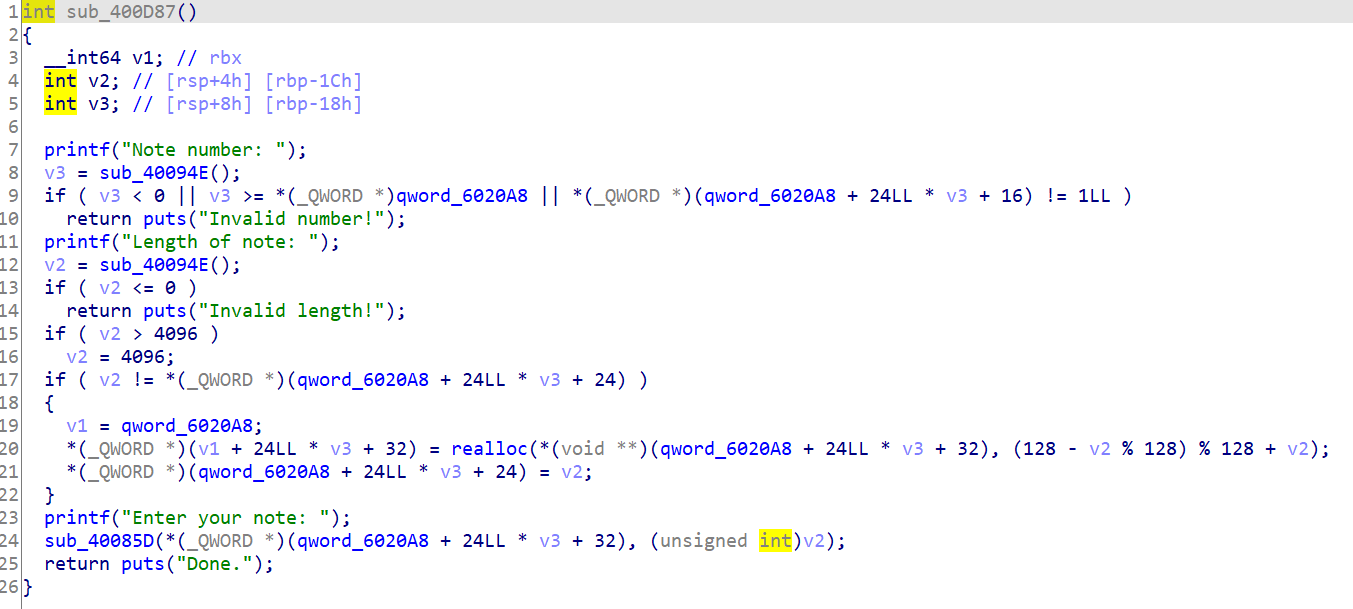 1 int sub_400D87()
2 {
3   __int64 v1; // rbx
4   int v2; // [rsp+4h] [rbp-1Ch]
5   int v3; // [rsp+8h] [rbp-18h]
6
7   printf("Note number: ");
8   v3 = sub_40094E();
9   if ( v3 < 0 || v3 >= *(_QWORD *)qword_6020A8 || *(_QWORD *)(qword_6020A8 + 24LL * v3 + 16) != 1LL )
10     return puts("Invalid number!");
11   printf("Length of note: ");
12   v2 = sub_40094E();
13   if ( v2 <= 0 )
14     return puts("Invalid length!");
15   if ( v2 > 4096 )
16     v2 = 4096;
17   if ( v2 != *(_QWORD *)(qword_6020A8 + 24LL * v3 + 24) )
18   {
19     v1 = qword_6020A8;
20     *(_QWORD *)(v1 + 24LL * v3 + 32) = realloc(*(void **)(qword_6020A8 + 24LL * v3 + 32), (128 - v2 % 128) % 128 + v2);
21     *(_QWORD *)(qword_6020A8 + 24LL * v3 + 24) = v2;
22   }
23   printf("Enter your note: ");
24   sub_40085D(*(_QWORD *)(qword_6020A8 + 24LL * v3 + 32), (unsigned int)v2);
25   return puts("Done.");
26 }